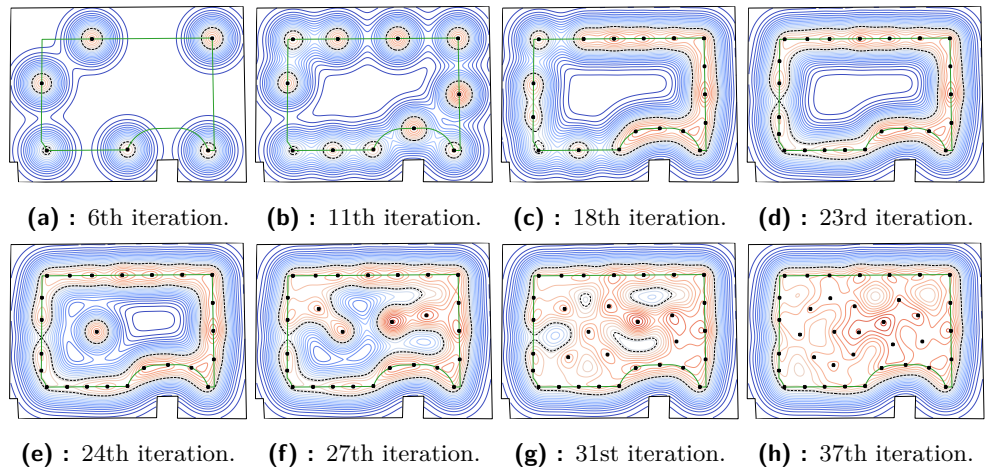 (a) : 6th iteration.
(b) : 11th iteration.
(c) : 18th iteration.
(d) : 23rd iteration.
(e) : 24th iteration.
(f) : 27th iteration.
(g) : 31st iteration.
(h) : 37th iteration.